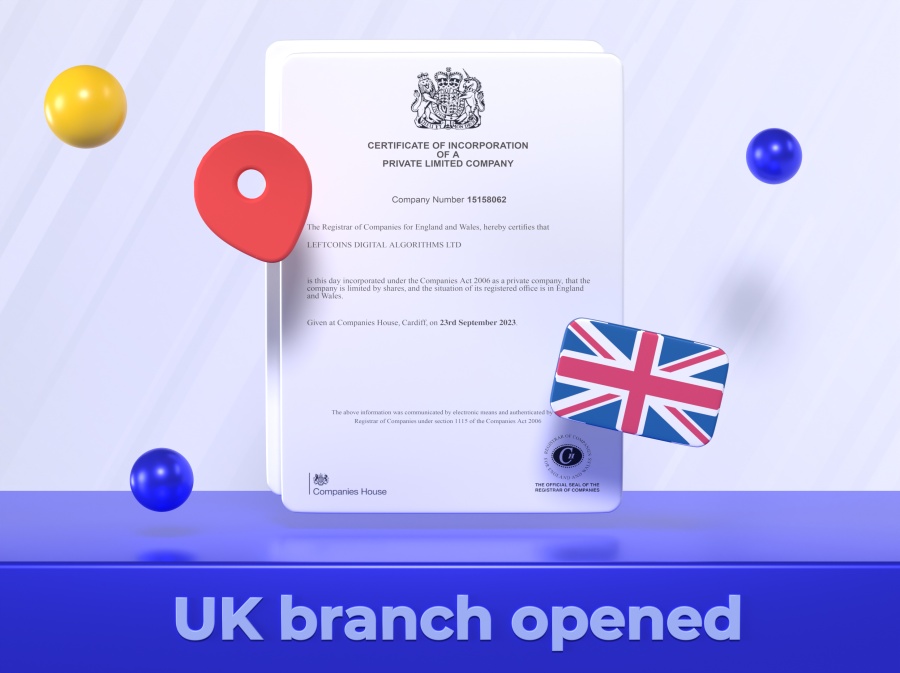 CERTIFICATE OF INCORPORATION
OF A
PRIVATE LIMITED COMPANY
Company Number 15158062
The Registrar of Companies for England and Wales, hereby certifies that
LEFTCOINS DIGITAL ALGORITHMS LTD
is this day incorporated under the Companies Act 2006 as a private company, that the
company is limited by shares, and the situation of its registered office is in England
and Wales.
Given at Companies House, Cardiff, on 23rd September 2023
The above information was communicated by electronic means and authenticated by
Registrar of Companies under section 1115 of the Companies Act 2006
Companies House
THE OFFICIAL SEAL OF THE
REGISTRAR OF COMPANIES
UK branch opened